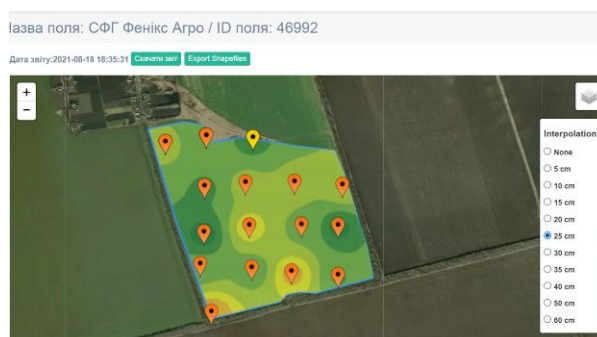 Назва поля: СФГ Фенікс Агро / ID поля: 46992
Дата звіту:2021-08-18 18:35:31 Скачати звіт Export Shapefiles
+
−
Interpolation
None
5 cm
10 cm
15 cm
20 cm
25 cm
30 cm
35 cm
40 cm
50 cm
60 cm